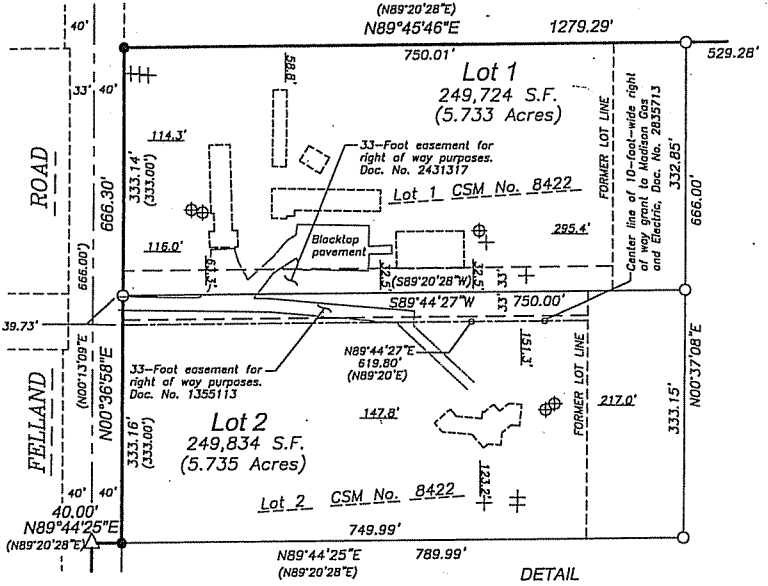 (N89°20'28"E)
N89°45'46"E 1279.29'
40'
750.01'
529.28'
33' 40'
58.8'
Lot 1
249,724 S.F.
(5.733 Acres)
FORMER LOT LINE
Center line of 10-foot-wide right
of way grant to Madison Gas
and Electric, Doc. No. 2835713
332.85'
666.00'
114.3'
33-Foot easement for
right of way purposes.
Doc. No. 2431317
ROAD
666.30'
333.14'
(333.00')
Lot 1 CSM No. 8422
116.0'
Blacktop
pavement
295.4'
666.00')
32.5'
(S89°20'28"W)
32.5'
33'
S89°44'27"W 750.00'
33'
39.73'
N89°44'27"E
619.80'
(N89°20'E)
151.3'
33-Foot easement for
right of way purposes.
Doc. No. 1355113
(N00°13'09"E
N00°36'58"E
FORMER LOT LINE
N00°37'08"E
FELLAND
Lot 2
249,834 S.F.
(5.735 Acres)
147.8'
217.0'
333.15'
333.16'
(333.00')
123.2'
40' 40'
Lot 2 CSM No. 8422
40.00'
N89°44'25"E
(N89°20'28"E)
749.99'
N89°44'25"E 789.99'
(N89°20'28"E)
DETAIL